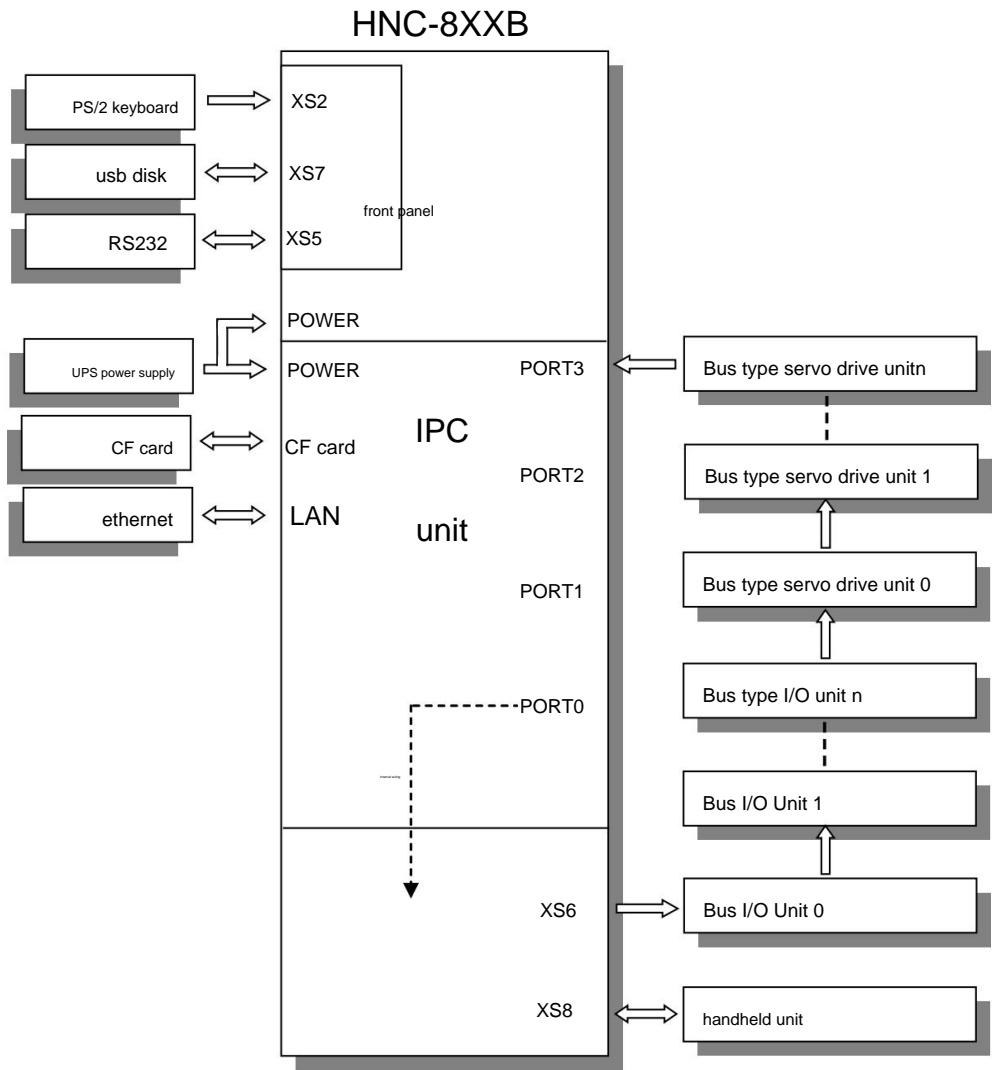 HNC-8XXB
PS/2 keyboard
XS2
usb disk
XS7
front panel
RS232
XS5
POWER
UPS power supply
POWER
PORT3
Bus type servo drive unitn
CF card
CF card
IPC
PORT2
Bus type servo drive unit 1
ethernet
LAN
unit
PORT1
Bus type servo drive unit 0
PORT0
Bus type I/O unit n
Bus I/O Unit 1
XS6
Bus I/O Unit 0
XS8
handheld unit